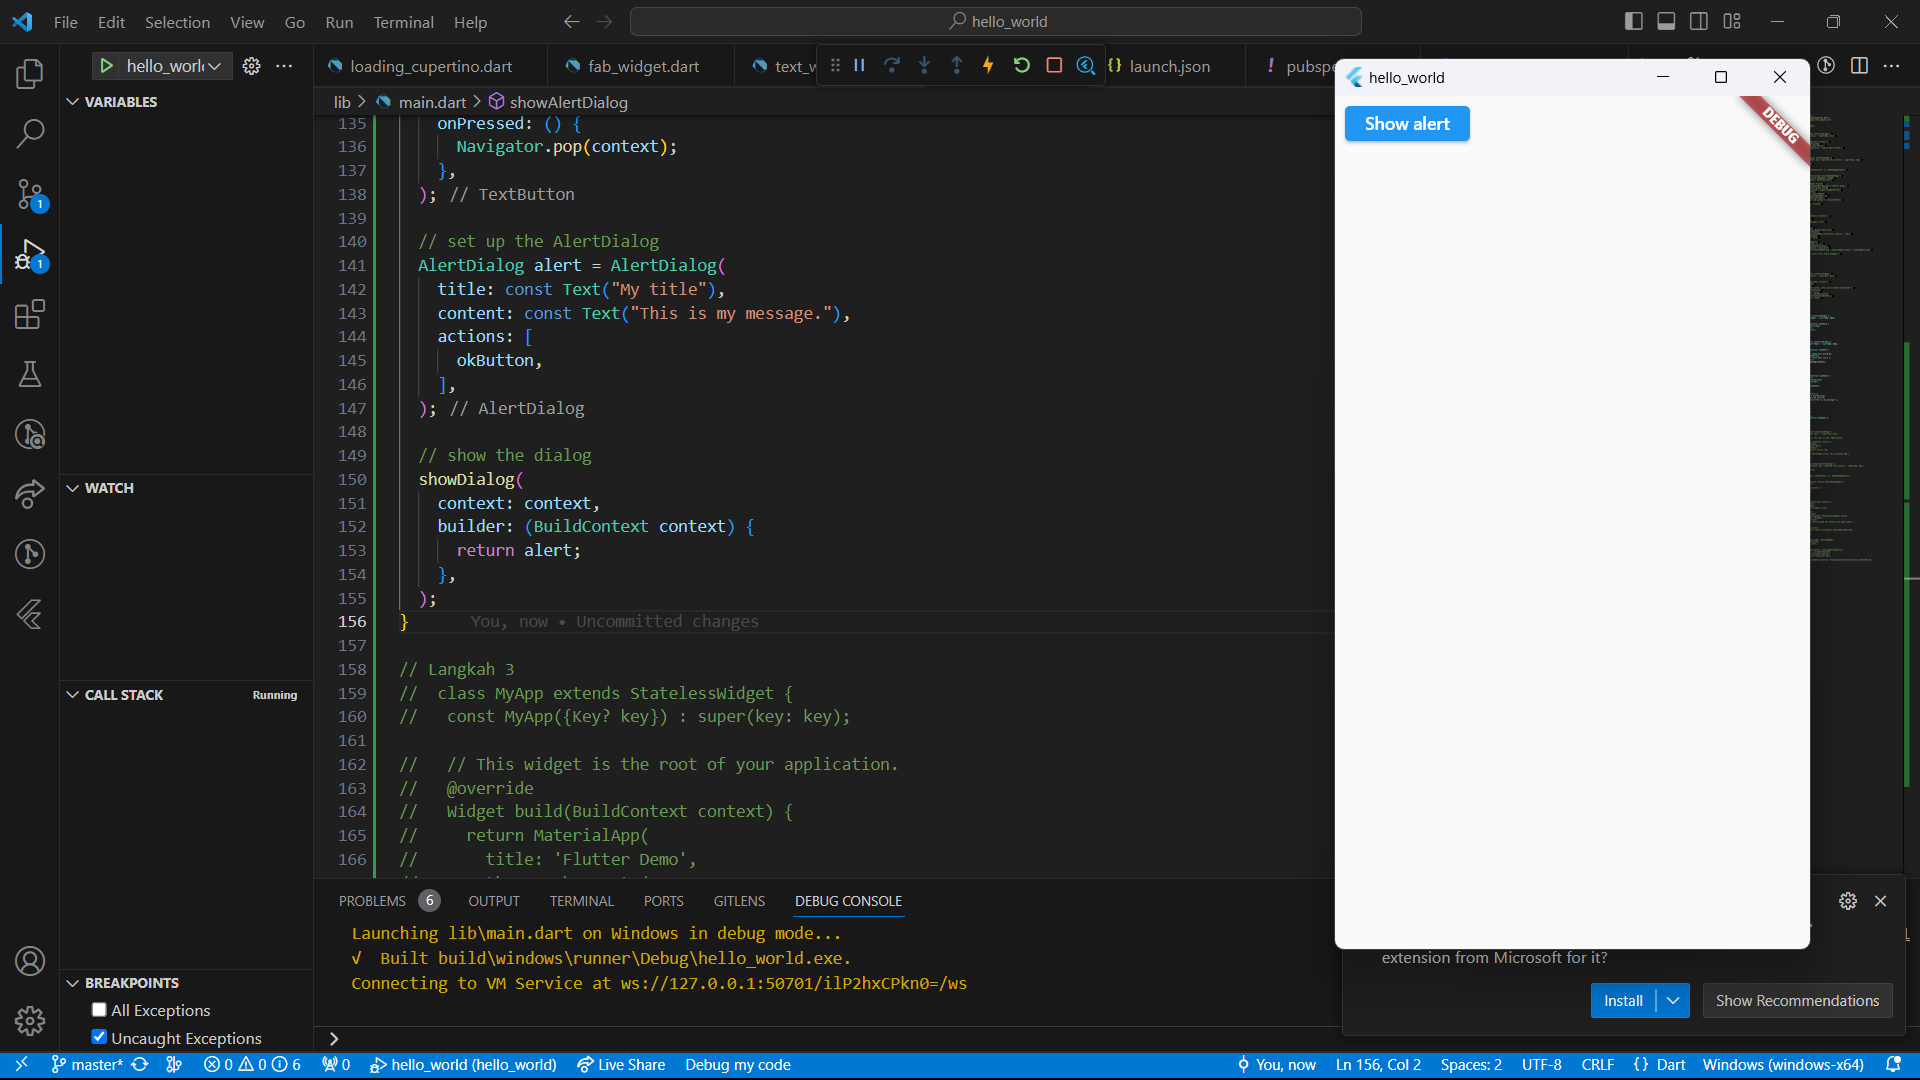 File Edit Selection View Go Run Terminal Help
hello_world
hello_worl
loading_cupertino.dart
fab_widget.dart
text_w
launch.json
! pubspe
VARIABLES
lib > main.dart > showAlertDialog
135 onPressed: () {
136 Navigator.pop(context);
137 },
138 ); // TextButton
139
140 // set up the AlertDialog
141 AlertDialog alert = AlertDialog(
142 title: const Text("My title"),
143 content: const Text("This is my message."),
144 actions: [
145 okButton,
146 ],
147 ); // AlertDialog
148
149 // show the dialog
150 showDialog(
151 context: context,
152 builder: (BuildContext context) {
153 return alert;
154 },
155 );
156 } You, now • Uncommitted changes
157
158 // Langkah 3
159 // class MyApp extends StatelessWidget {
160 // const MyApp({Key? key}) : super(key: key);
161
162 // // This widget is the root of your application.
163 // @override
164 // Widget build(BuildContext context) {
165 // return MaterialApp(
166 // title: 'Flutter Demo',
1
1
WATCH
CALL STACK
Running
BREAKPOINTS
All Exceptions
Uncaught Exceptions
hello_world
Show alert
DEBUG
PROBLEMS 6 OUTPUT TERMINAL PORTS GITLENS DEBUG CONSOLE
Launching lib\main.dart on Windows in debug mode...
√ Built build\windows\runner\Debug\hello_world.exe.
Connecting to VM Service at ws://127.0.0.1:50701/ilP2hxCPkn0=/ws
extension from Microsoft for it?
Install
Show Recommendations
master* 0 0 6 0 hello_world (hello_world) Live Share Debug my code You, now Ln 156, Col 2 Spaces: 2 UTF-8 CRLF {} Dart Windows (windows-x64)